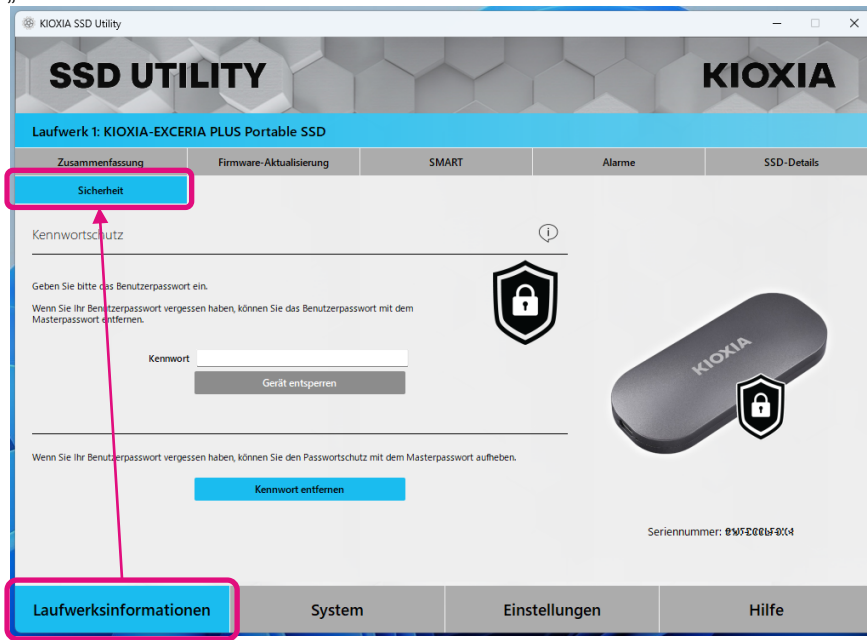 „
KIOXIA SSD Utility
SSD UTILITY
KIOXIA
Laufwerk 1: KIOXIA-EXCERIA PLUS Portable SSD
Zusammenfassung Firmware-Aktualisierung SMART Alarme SSD-Details
Sicherheit
Kennwortschutz
Geben Sie bitte das Benutzerpasswort ein.
Wenn Sie Ihr Benutzerpasswort vergessen haben, können Sie das Benutzerpasswort mit dem
Masterpasswort entfernen.
Kennwort
Gerät entsperren
KIOXIA
Wenn Sie Ihr Benutzerpasswort vergessen haben, können Sie den Passwortschutz mit dem Masterpasswort aufheben.
Kennwort entfernen
Seriennummer:
Laufwerksinformationen System Einstellungen Hilfe